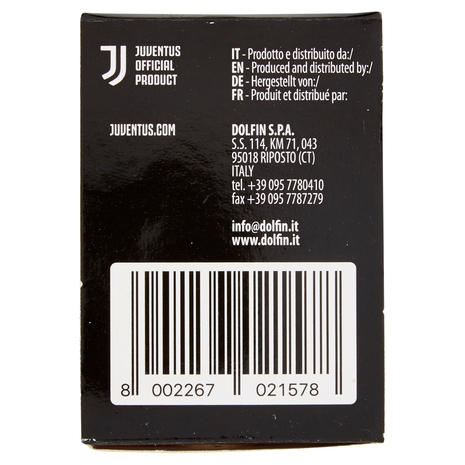 JUVENTUS
OFFICIAL
PRODUCT
JUVENTUS.COM
IT - Prodotto e distribuito da:/
EN - Produced and distributed by:/
DE - Hergestellt von:/
FR - Produit et distribué par:
DOLFIN S.P.A.
S.S. 114, KM 71, 043
95018 RIPOSTO (CT)
ITALY
tel. +39 095 7780410
fax +39 095 7787279
info@dolfin.it
www.dolfin.it
8 002267 021578